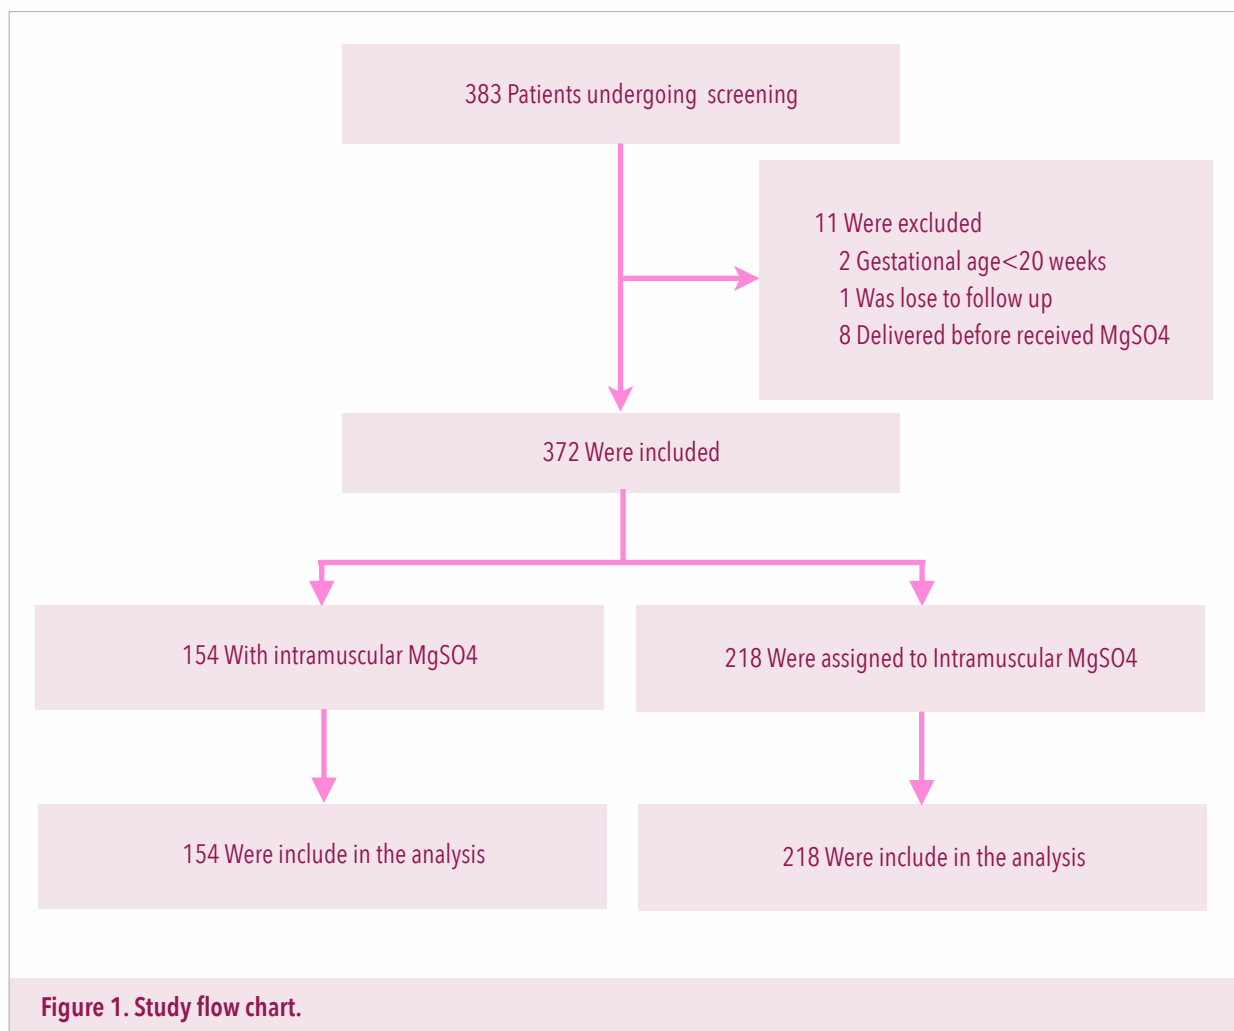 383 Patients undergoing screening
11 Were excluded
2 Gestational age<20 weeks
1 Was lose to follow up
8 Delivered before received MgSO4
372 Were included
154 With intramuscular MgSO4
218 Were assigned to Intramuscular MgSO4
154 Were include in the analysis
218 Were include in the analysis
Figure 1. Study flow chart.